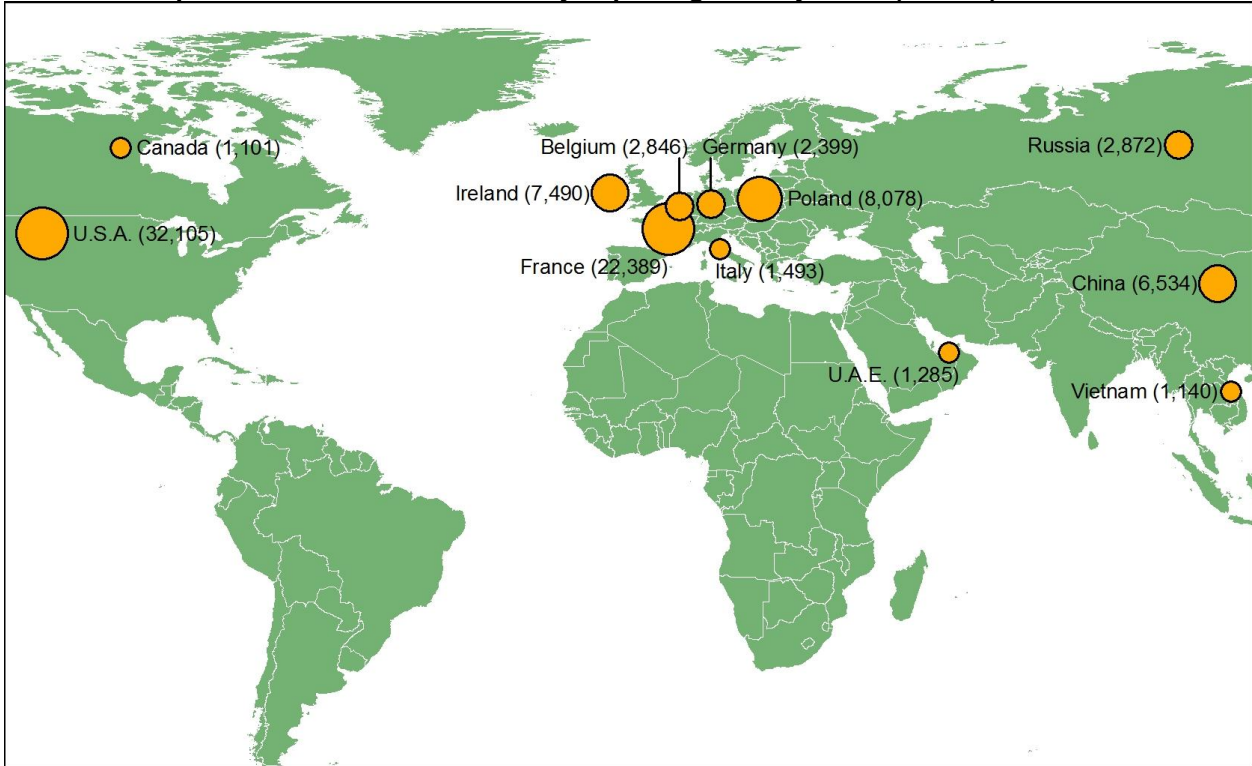 Canada (1,101)
Belgium (2,846)
Germany (2,399)
Russia (2,872)
Ireland (7,490)
Poland (8,078)
U.S.A. (32,105)
France (22,389)
Italy (1,493)
China (6,534)
U.A.E. (1,285)
Vietnam (1,140)